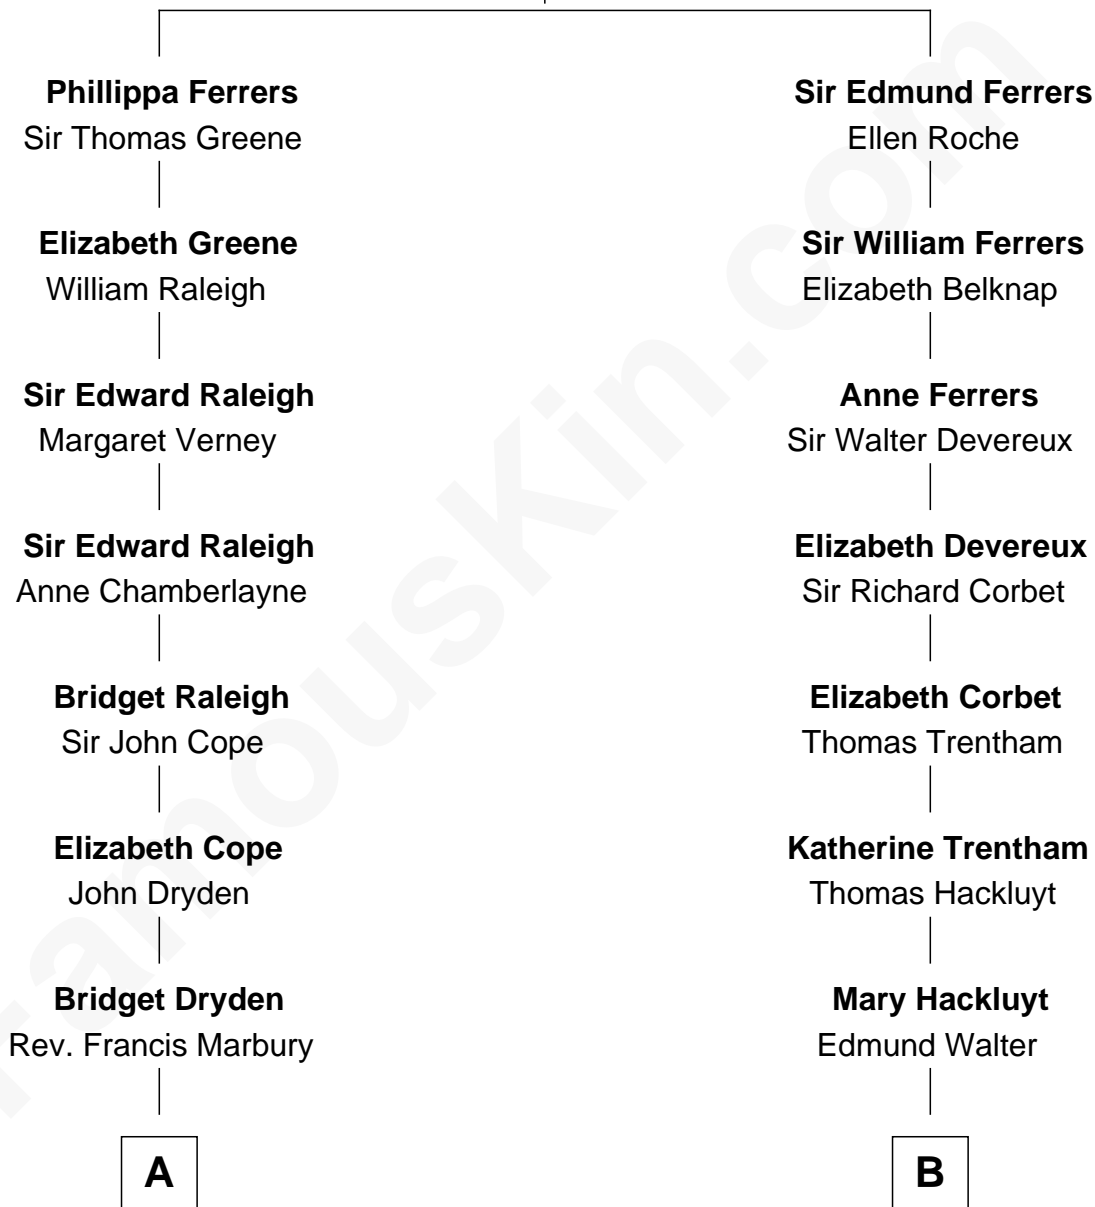 Phillippa Ferrers
Sir Thomas Greene
Sir Edmund Ferrers
Ellen Roche
Elizabeth Greene
William Raleigh
Sir William Ferrers
Elizabeth Belknap
Sir Edward Raleigh
Margaret Verney
Anne Ferrers
Sir Walter Devereux
Sir Edward Raleigh
Anne Chamberlayne
Elizabeth Devereux
Sir Richard Corbet
Bridget Raleigh
Sir John Cope
Elizabeth Corbet
Thomas Trentham
Elizabeth Cope
John Dryden
Katherine Trentham
Thomas Hackluyt
Bridget Dryden
Rev. Francis Marbury
Mary Hackluyt
Edmund Walter
A
B
FamousKin.com